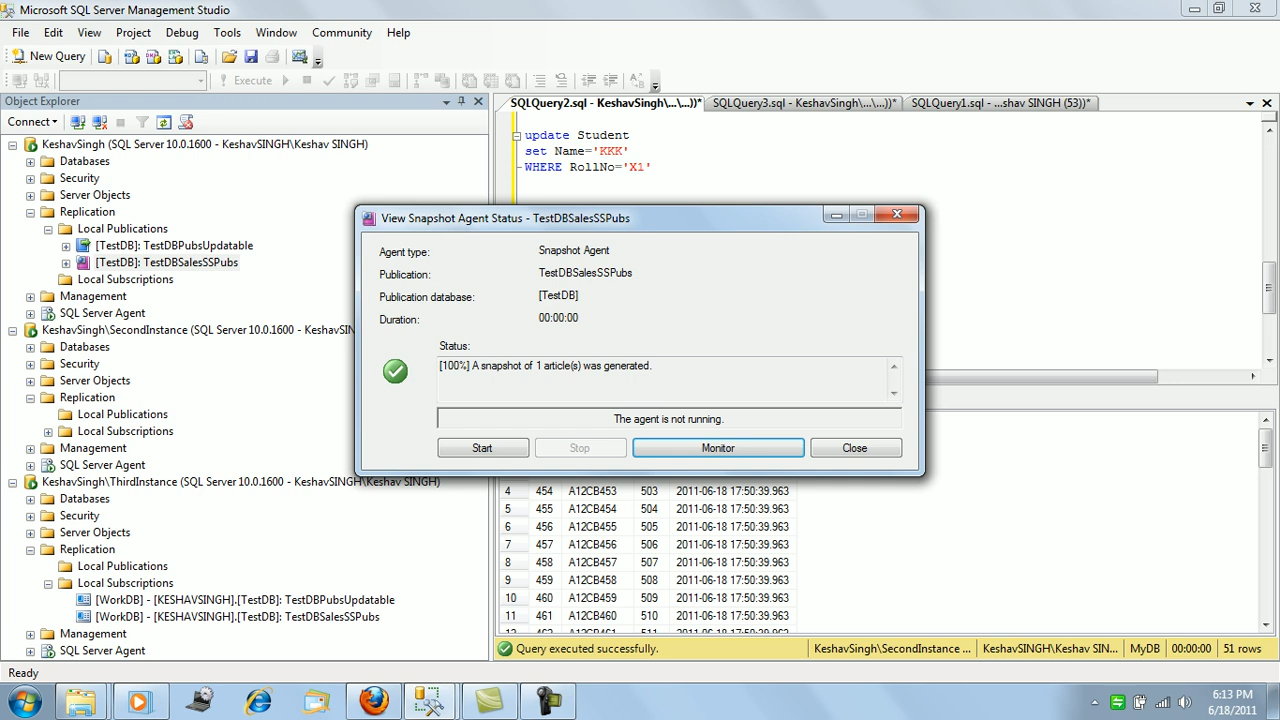 Microsoft SQL Server Management Studio
File Edit View Project Debug Tools Window Community Help
New Query
Execute
Object Explorer
Connect
KeshavSingh (SQL Server 10.0.1600 - KeshavSINGH\Keshav SINGH)
Databases
Security
Server Objects
Replication
Local Publications
[TestDB]: TestDBPubsUpdatable
[TestDB]: TestDBSalesSSPubs
Local Subscriptions
Management
SQL Server Agent
KeshavSingh\SecondInstance (SQL Server 10.0.1600 - KeshavSIN
Databases
Security
Server Objects
Replication
Local Publications
Local Subscriptions
Management
SQL Server Agent
KeshavSingh\ThirdInstance (SQL Server 10.0.1600 - KeshavSingh\Keshav SINGH)
Databases
Security
Server Objects
Replication
Local Publications
Local Subscriptions
[WorkDB] - [KESHAVSINGH].[TestDB]: TestDBPubsUpdatable
[WorkDB] - [KESHAVSINGH].[TestDB]: TestDBSalesSSPubs
Management
SQL Server Agent
SQLQuery2.sql - KeshavSingh\...\...))* SQLQuery3.sql - KeshavSingh\...\...))* SQLQuery1.sql - ...shav SINGH (53))*
update Student
set Name='KKK'
WHERE RollNo='X1'
View Snapshot Agent Status - TestDBSalesSSPubs
Agent type: Snapshot Agent
Publication: TestDBSalesSSPubs
Publication database: [TestDB]
Duration: 00:00:00
Status:
[100%] A snapshot of 1 article(s) was generated.
The agent is not running.
Start Stop Monitor Close
4 454 A12CB453 503 2011-06-18 17:50:39.963
5 455 A12CB454 504 2011-06-18 17:50:39.963
6 456 A12CB455 505 2011-06-18 17:50:39.963
7 457 A12CB456 506 2011-06-18 17:50:39.963
8 458 A12CB457 507 2011-06-18 17:50:39.963
9 459 A12CB458 508 2011-06-18 17:50:39.963
10 460 A12CB459 509 2011-06-18 17:50:39.963
11 461 A12CB460 510 2011-06-18 17:50:39.963
Query executed successfully. KeshavSingh\SecondInstance ... KESHAVSINGH\Keshav SIN... MyDB 00:00:00 51 rows
Ready
6:13 PM
6/18/2011